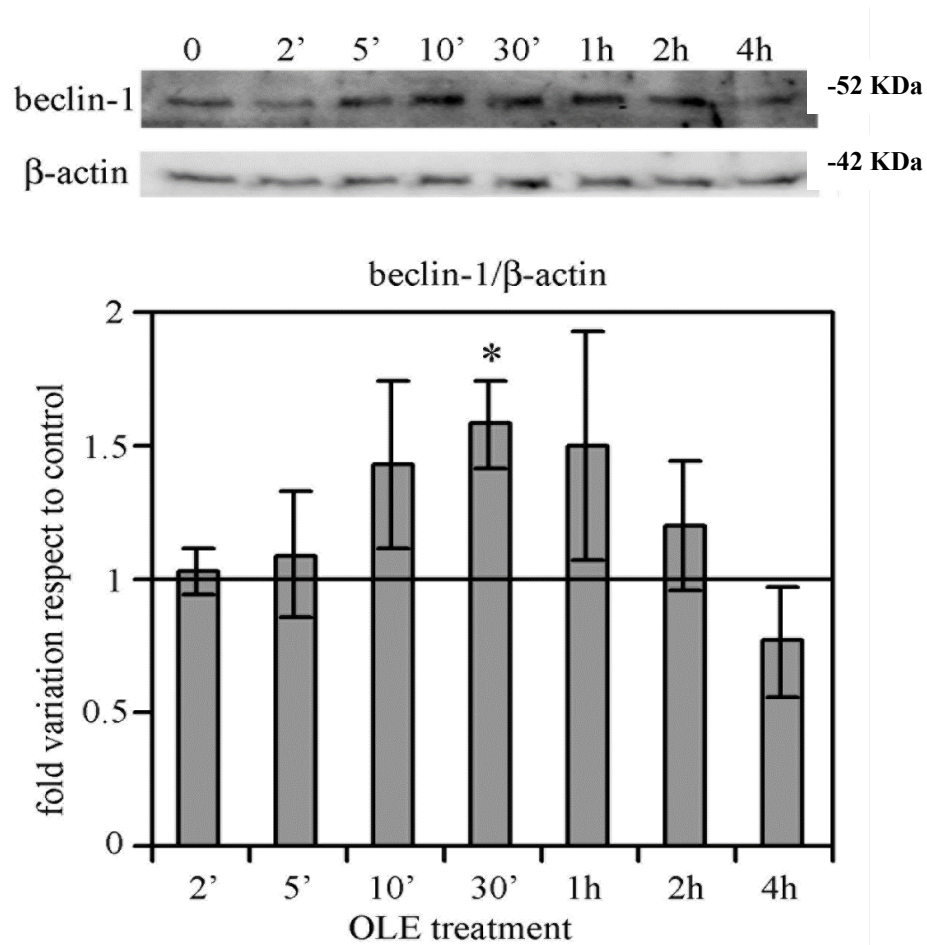 0 2’ 5’ 10’ 30’ 1h 2h 4h
beclin-1 -52 KDa
β-actin -42 KDa
beclin-1/β-actin
fold variation respect to control
2
1.5
1
0.5
0
*
2’ 5’ 10’ 30’ 1h 2h 4h
OLE treatment